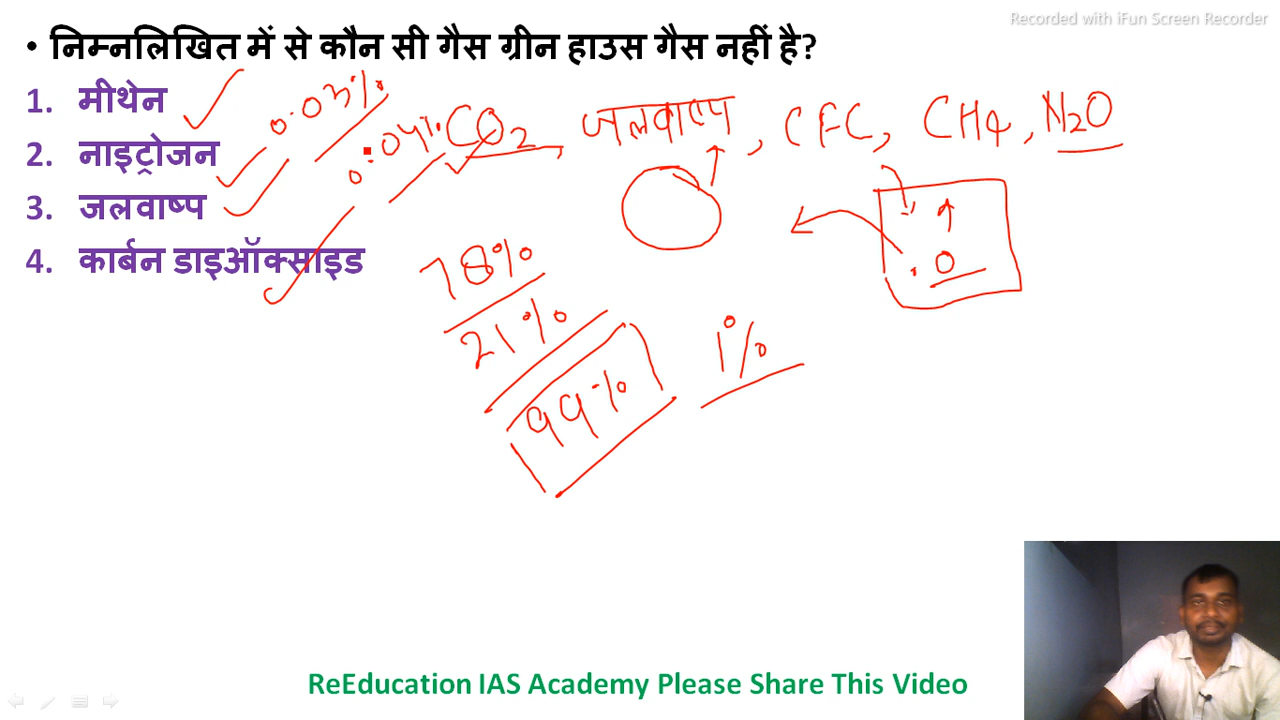 Recorded with iFun Screen Recorder
• निम्नलिखित में से कौन सी गैस ग्रीन हाउस गैस नहीं है?
1. मीथेन
2. नाइट्रोजन
3. जलवाष्प
4. कार्बन डाइऑक्साइड
0.03%
0.04% CO2, जलवाष्प, CFC, CH4, N2O
78%
21%
99%
1%
ReEducation IAS Academy Please Share This Video